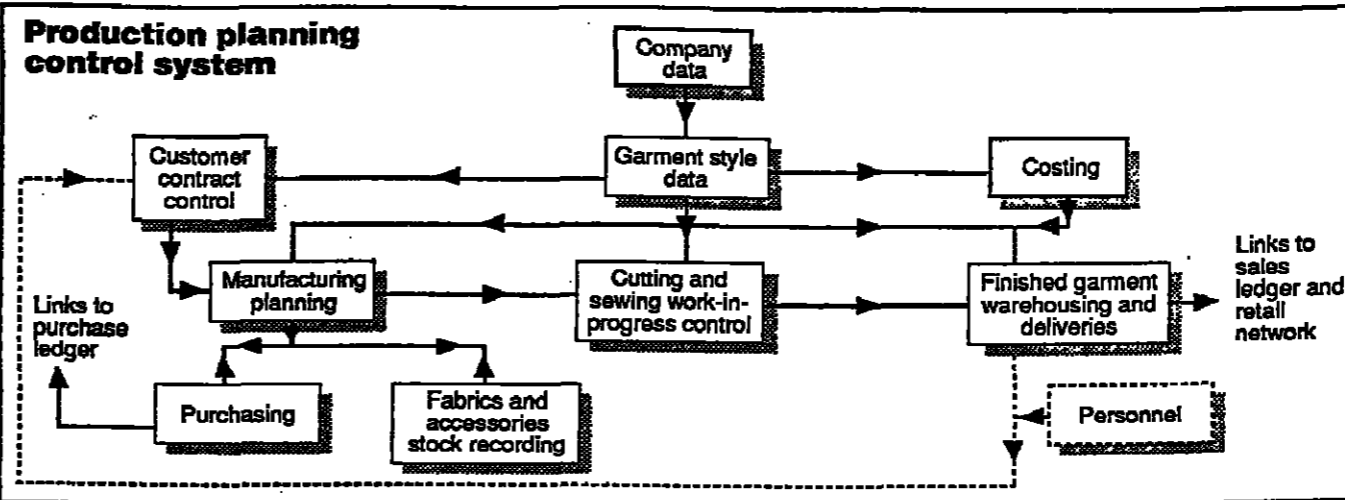 Production planning
control system
Company
data
Customer
contract
control
Garment style
data
Costing
Manufacturing
planning
Cutting and
sewing work-in-
progress control
Finished garment
warehousing and
deliveries
Links to
sales
ledger and
retail
network
Links to
purchase
ledger
Purchasing
Fabrics and
accessories
stock recording
Personnel